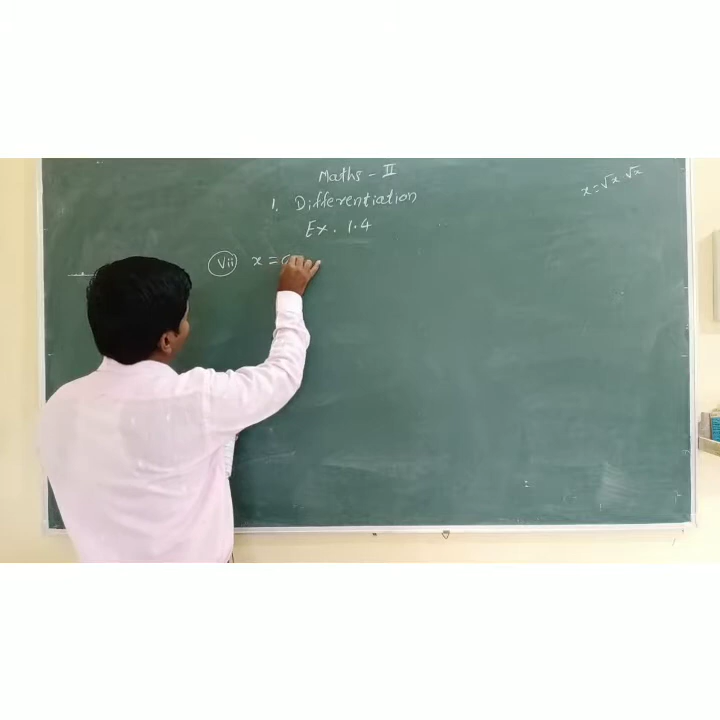 Maths - II
x = √x √x
1. Differentiation
Ex. 1.4
(vii) x =